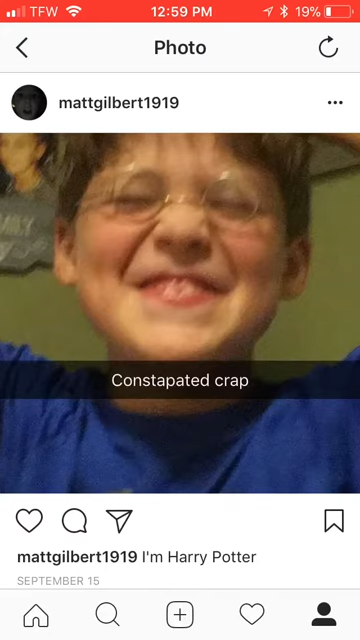 TFW 12:59 PM 19%
Photo
mattgilbert1919
Constapated crap
mattgilbert1919 I'm Harry Potter
SEPTEMBER 15